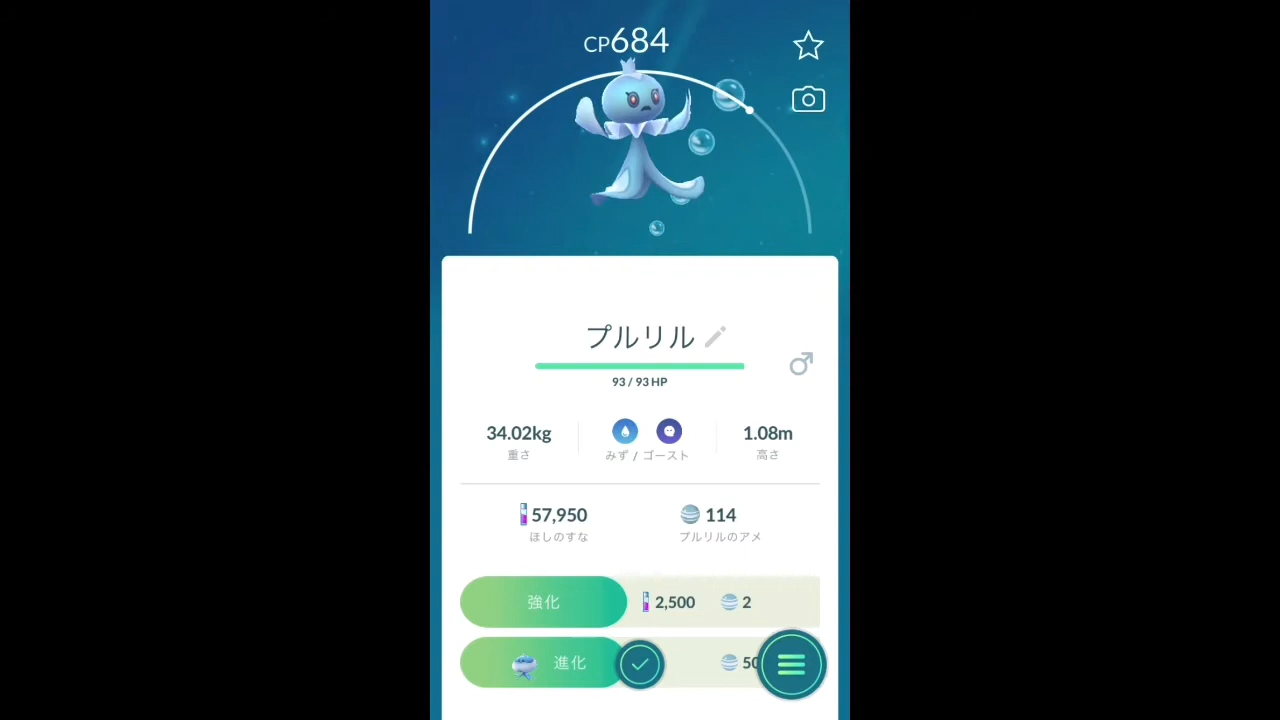 CP684
プルリル
93 / 93 HP
34.02kg
みず / ゴースト
1.08m
重さ
高さ
57,950
114
ほしのすな
プルリルのアメ
強化
2,500
2
進化
50